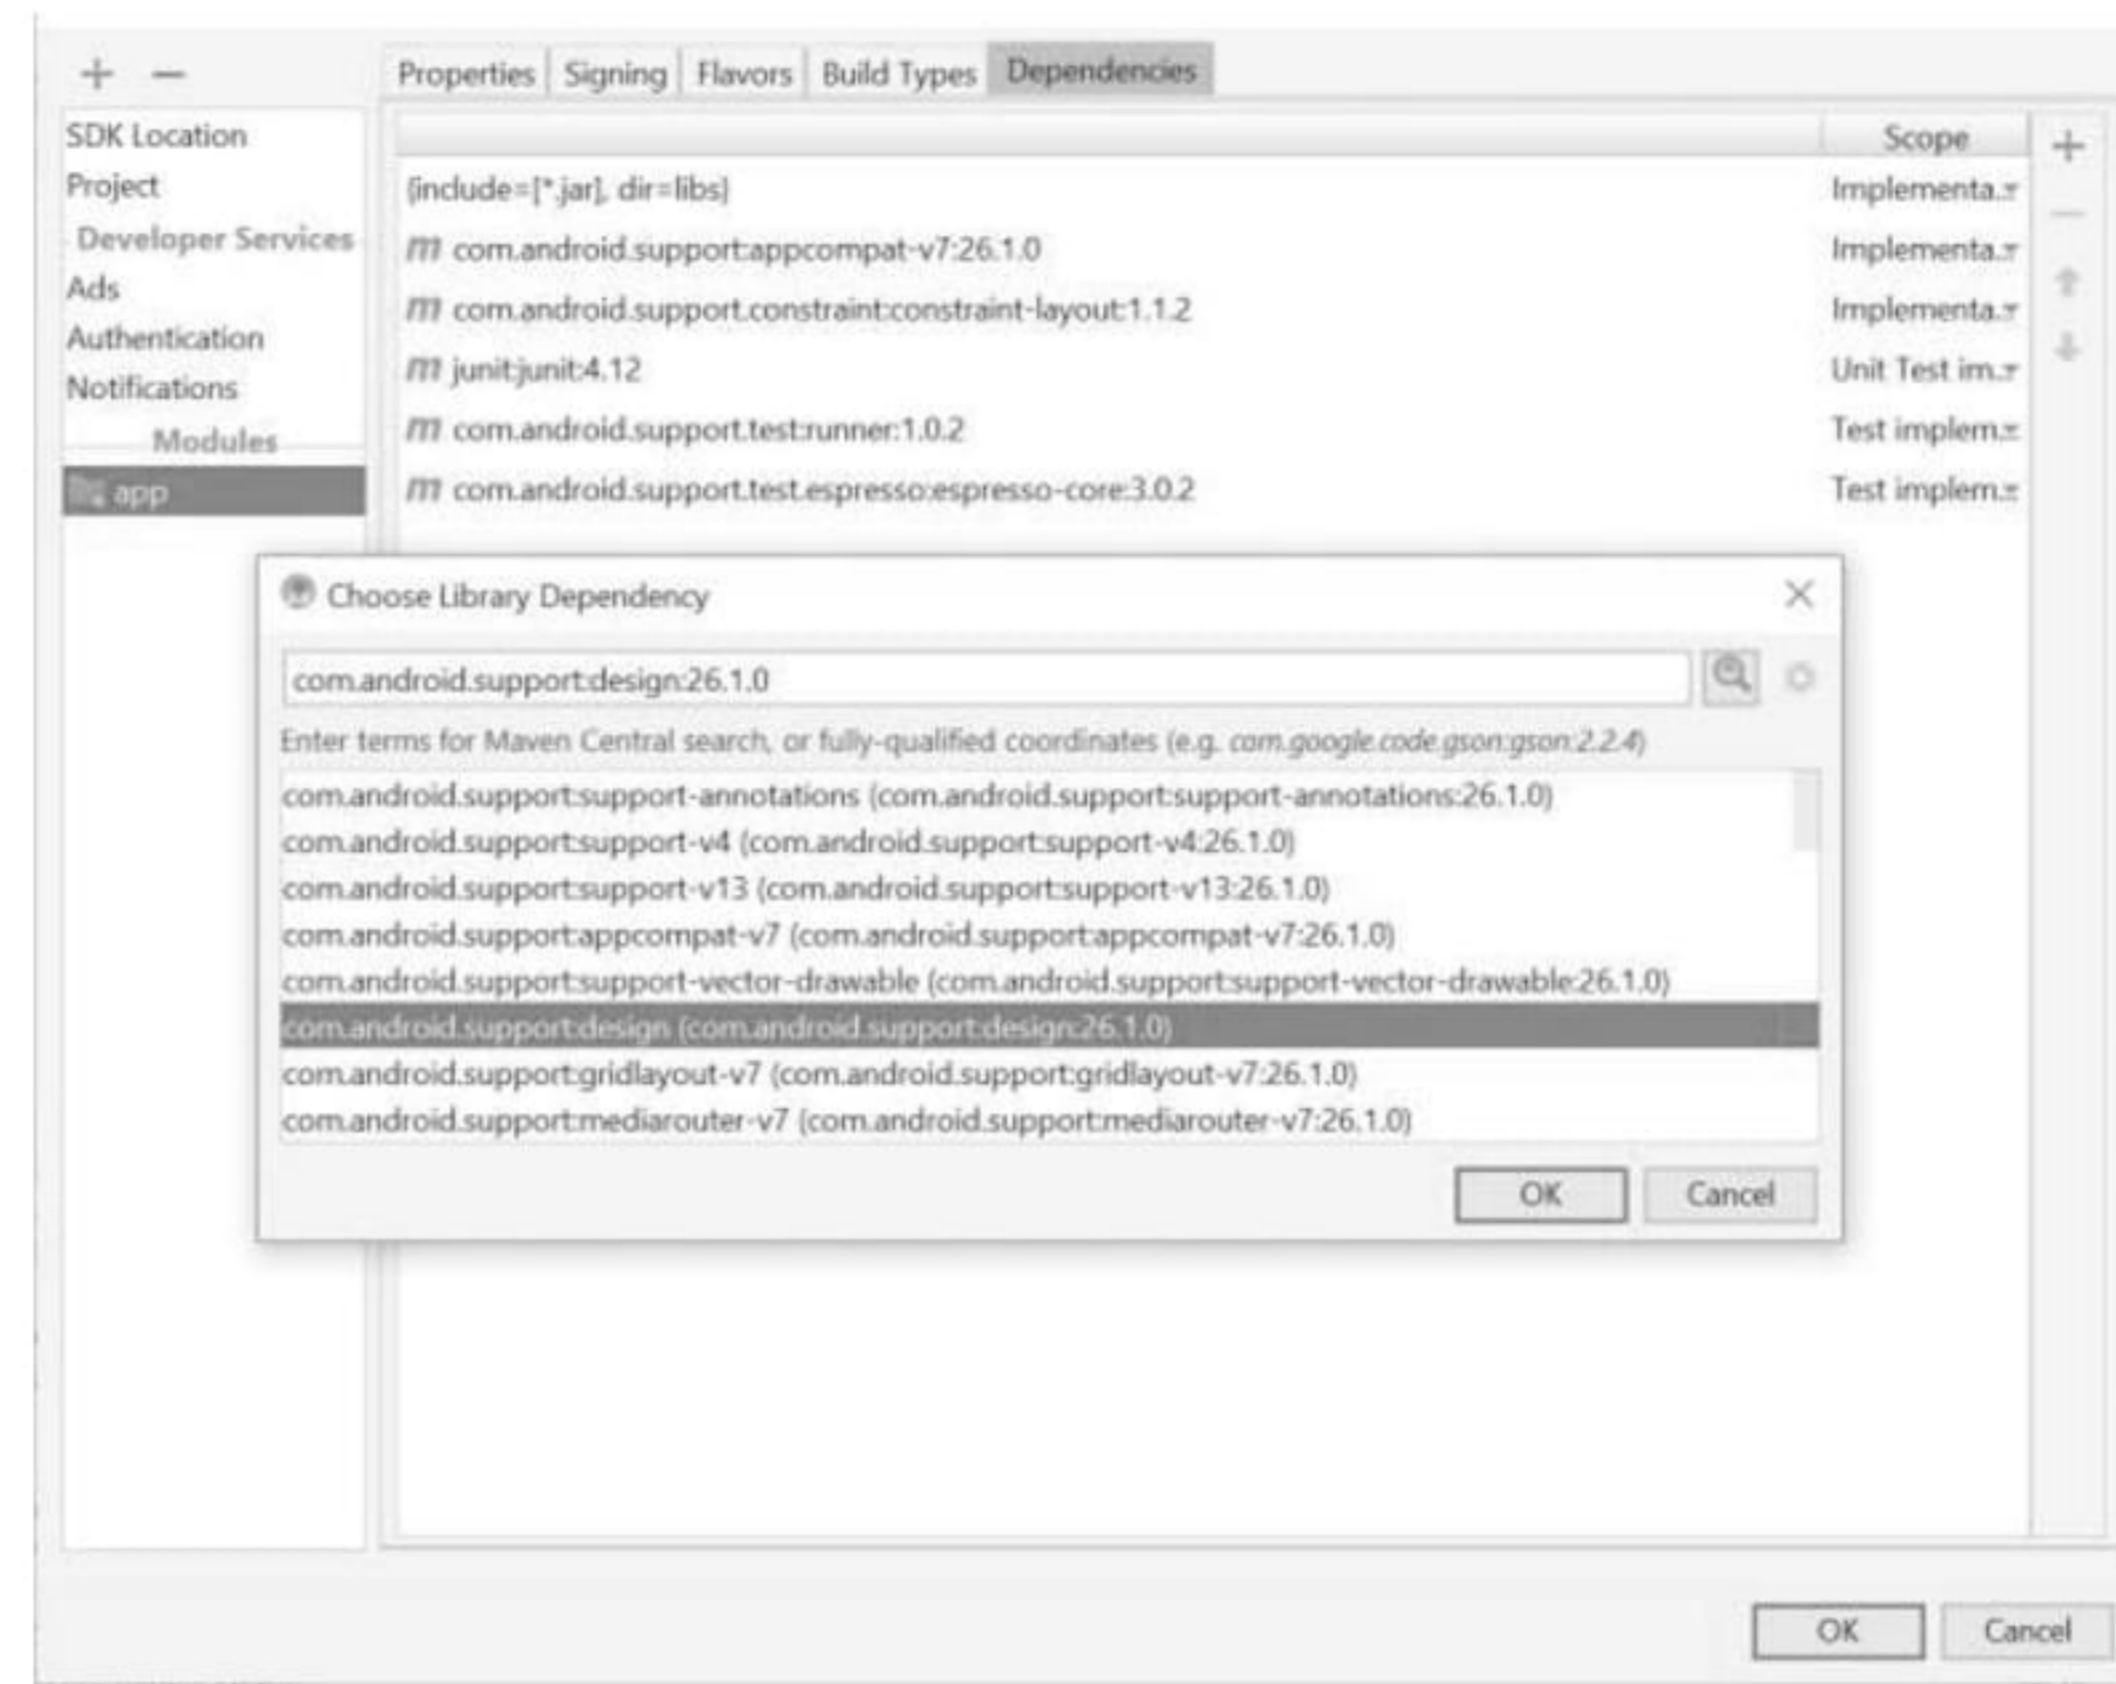 Properties Signing Flavors Build Types Dependencies
SDK Location
Project
Developer Services
Ads
Authentication
Notifications
Modules
app
Scope
{include=[*.jar], dir=libs} Implementa...
m com.android.support:appcompat-v7:26.1.0 Implementa...
m com.android.support.constraint:constraint-layout:1.1.2 Implementa...
m junit:junit:4.12 Unit Test im...
m com.android.support.test:runner:1.0.2 Test implem...
m com.android.support.test.espresso:espresso-core:3.0.2 Test implem...
Choose Library Dependency
com.android.support:design:26.1.0
Enter terms for Maven Central search, or fully-qualified coordinates (e.g. com.google.code.gson:gson:2.2.4)
com.android.support:support-annotations (com.android.support:support-annotations:26.1.0)
com.android.support:support-v4 (com.android.support:support-v4:26.1.0)
com.android.support:support-v13 (com.android.support:support-v13:26.1.0)
com.android.support:appcompat-v7 (com.android.support:appcompat-v7:26.1.0)
com.android.support:support-vector-drawable (com.android.support:support-vector-drawable:26.1.0)
com.android.support:design (com.android.support:design:26.1.0)
com.android.support:gridlayout-v7 (com.android.support:gridlayout-v7:26.1.0)
com.android.support:mediarouter-v7 (com.android.support:mediarouter-v7:26.1.0)
OK Cancel
OK Cancel